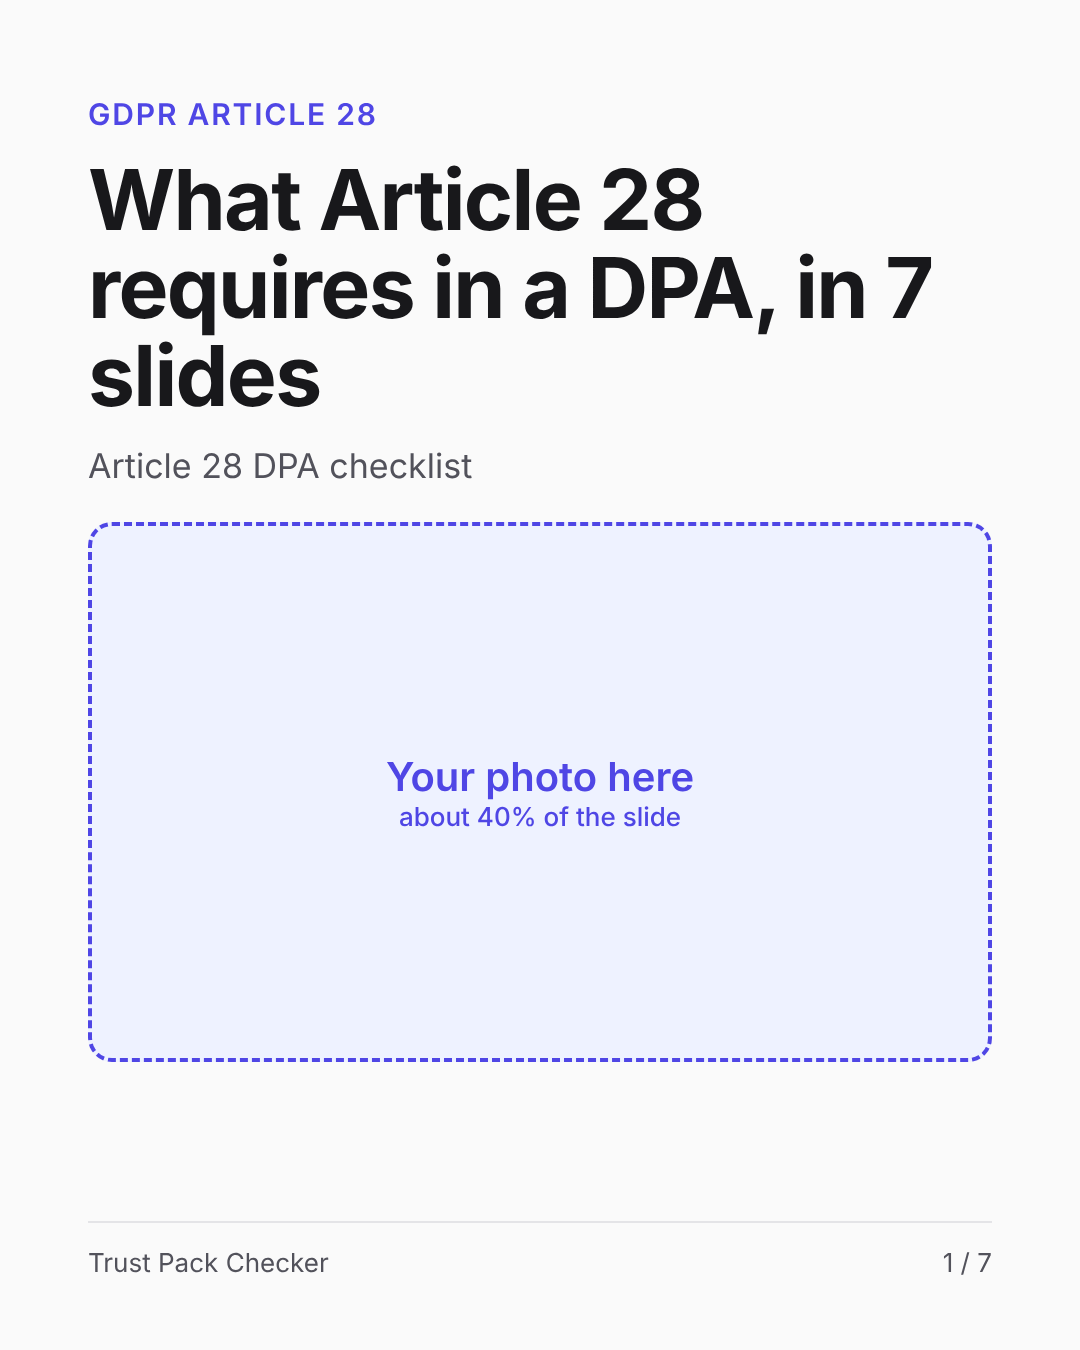 GDPR ARTICLE 28
What Article 28
requires in a DPA, in 7
slides
Article 28 DPA checklist
Your photo here
about 40% of the slide
Trust Pack Checker
1 / 7